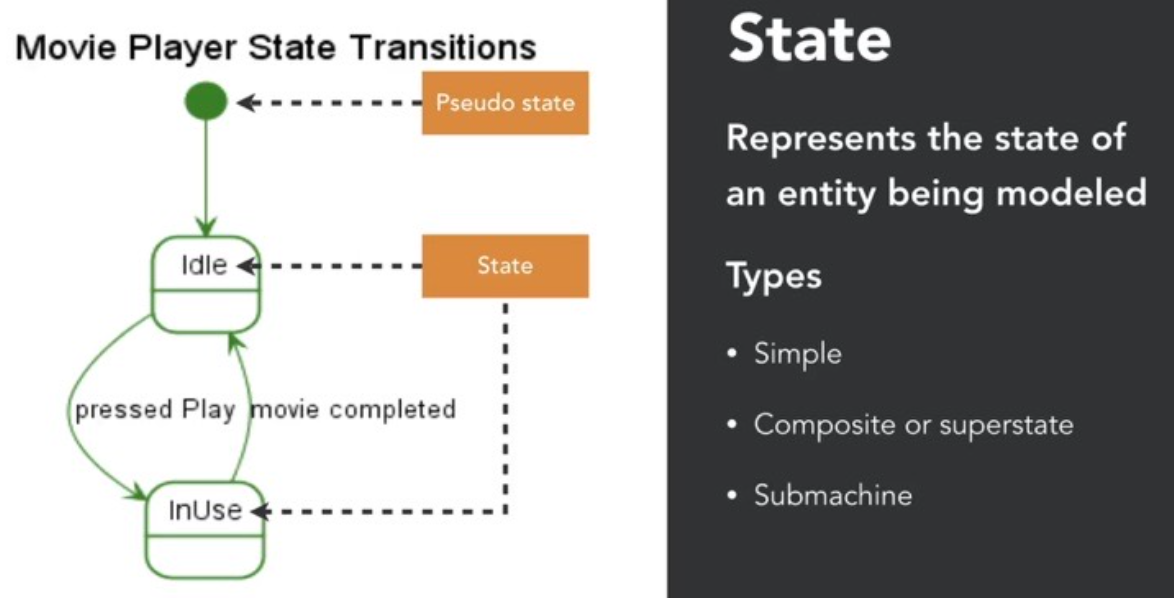 Movie Player State Transitions
Pseudo state
Idle
State
pressed Play
movie completed
InUse
State
Represents the state of
an entity being modeled
Types
• Simple
• Composite or superstate
• Submachine